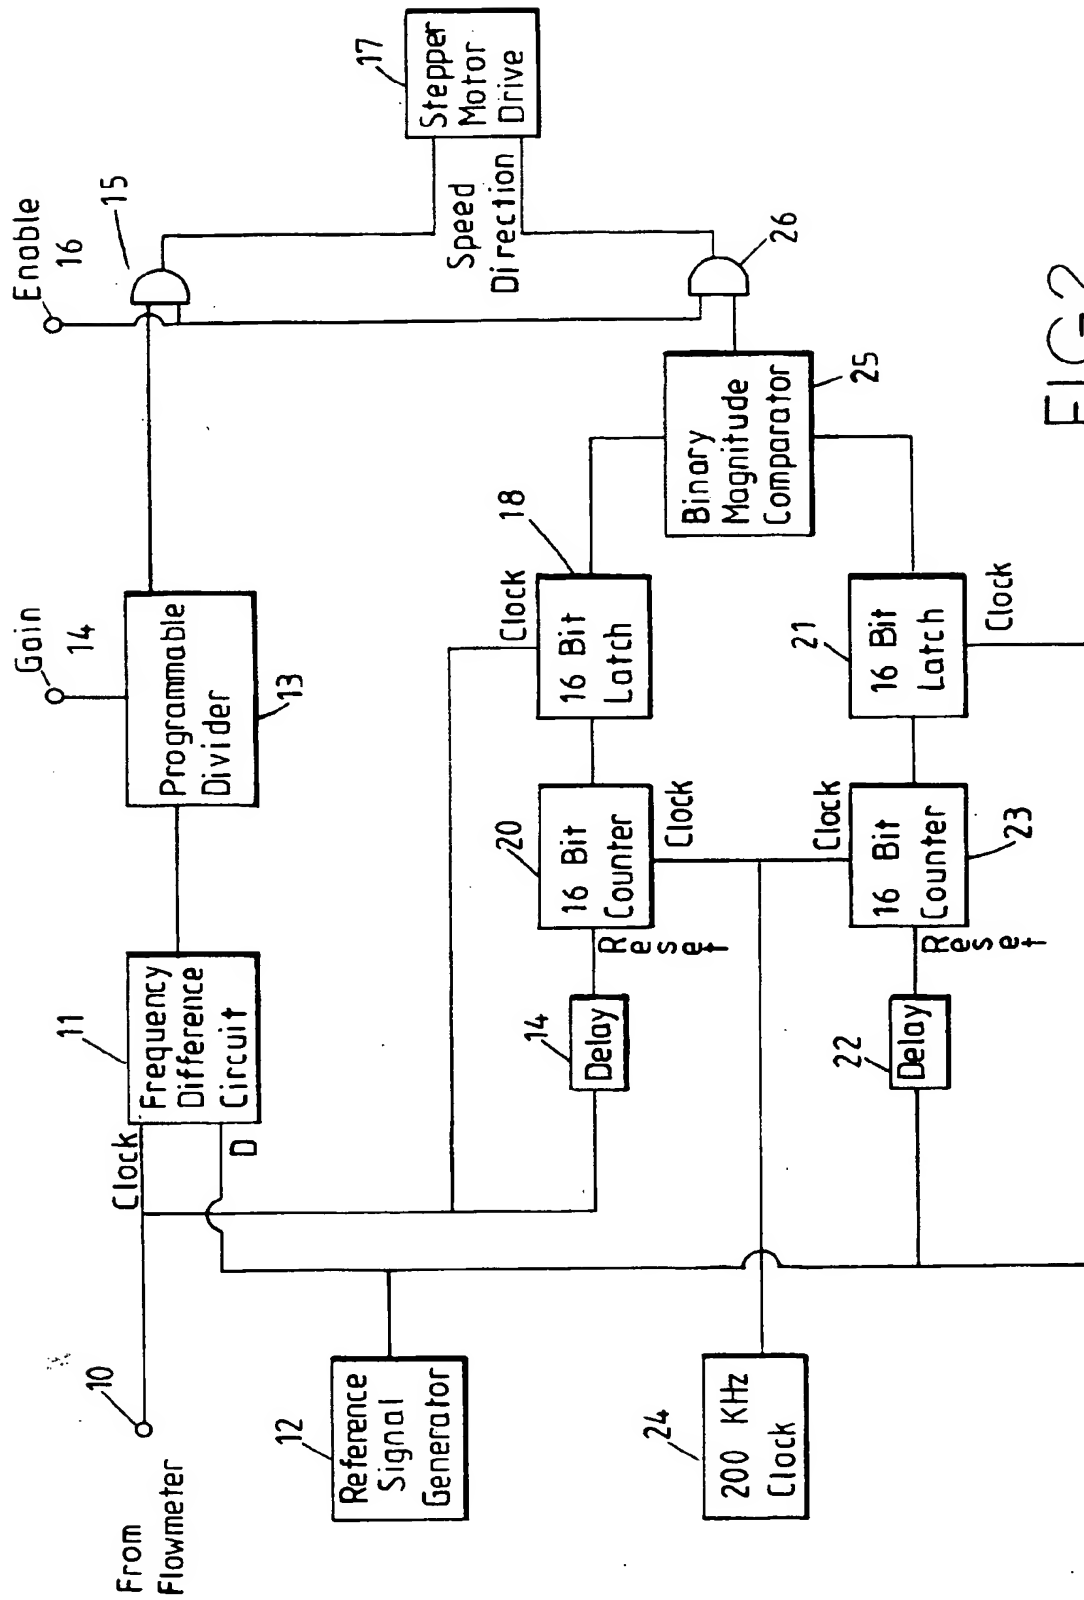 From
Flowmeter
10
Clock
D
11
Frequency
Difference
Circuit
Gain
14
Programmable
Divider
13
Enable
16
15
17
Stepper
Motor
Drive
Speed
Direction
26
12
Reference
Signal
Generator
14
Delay
Reset
20
16 Bit
Counter
Clock
18
Clock
16 Bit
Latch
Binary
Magnitude
Comparator
25
24
200 KHz
Clock
22
Delay
Reset
Clock
16 Bit
Counter
23
21
16 Bit
Latch
Clock
FIG2